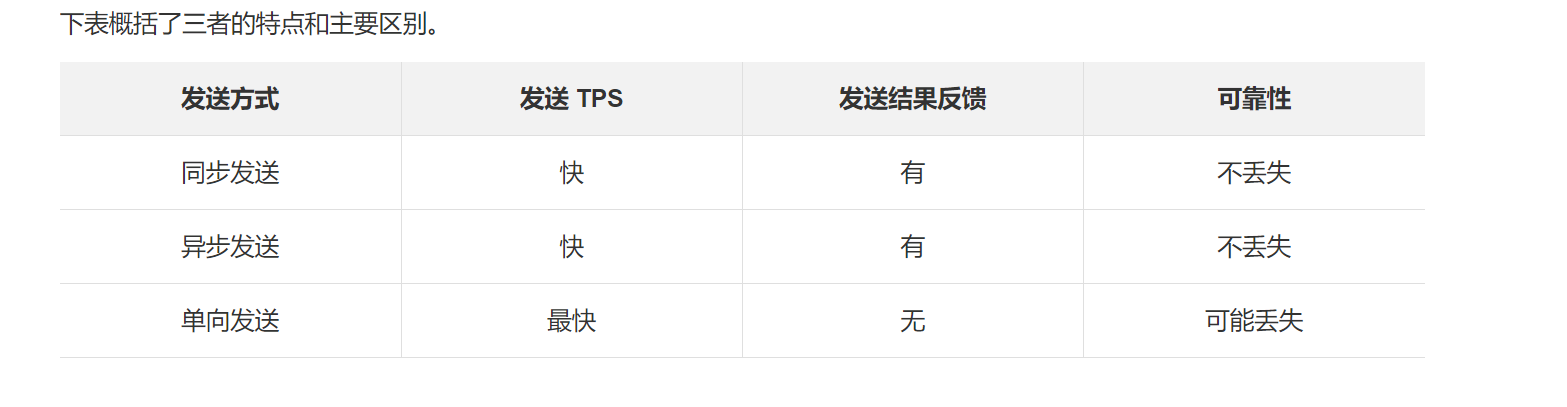 下表概括了三者的特点和主要区别。
发送方式 发送 TPS 发送结果反馈 可靠性
同步发送 快 有 不丢失
异步发送 快 有 不丢失
单向发送 最快 无 可能丢失